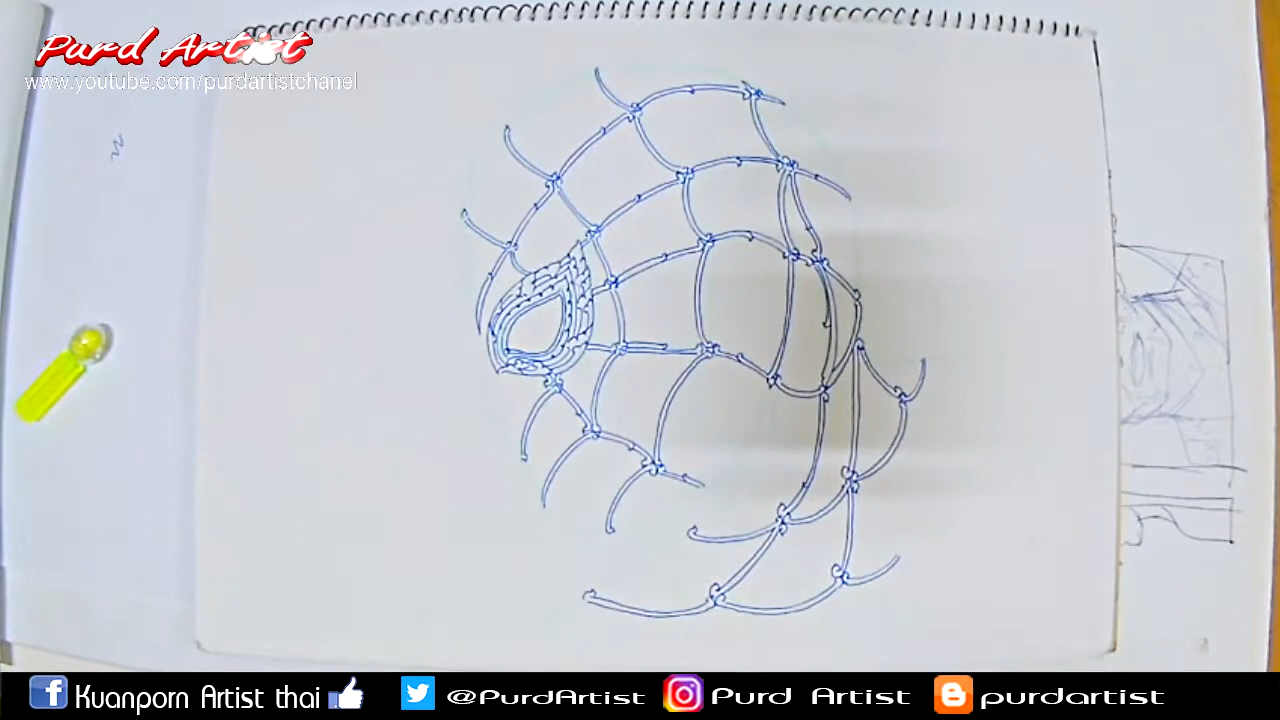 Purd Artist
www.youtube.com/purdartistchanel
Kuanporn Artist thai
@PurdArtist
Purd Artist
purdartist